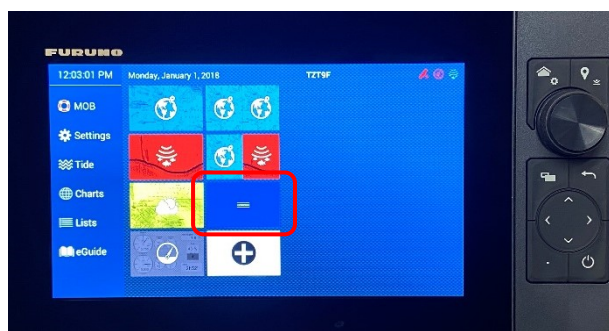 FURUNO
12:03:01 PM Monday, January 1, 2018 TZT9F
MOB
Settings
Tide
Charts
Lists
eGuide